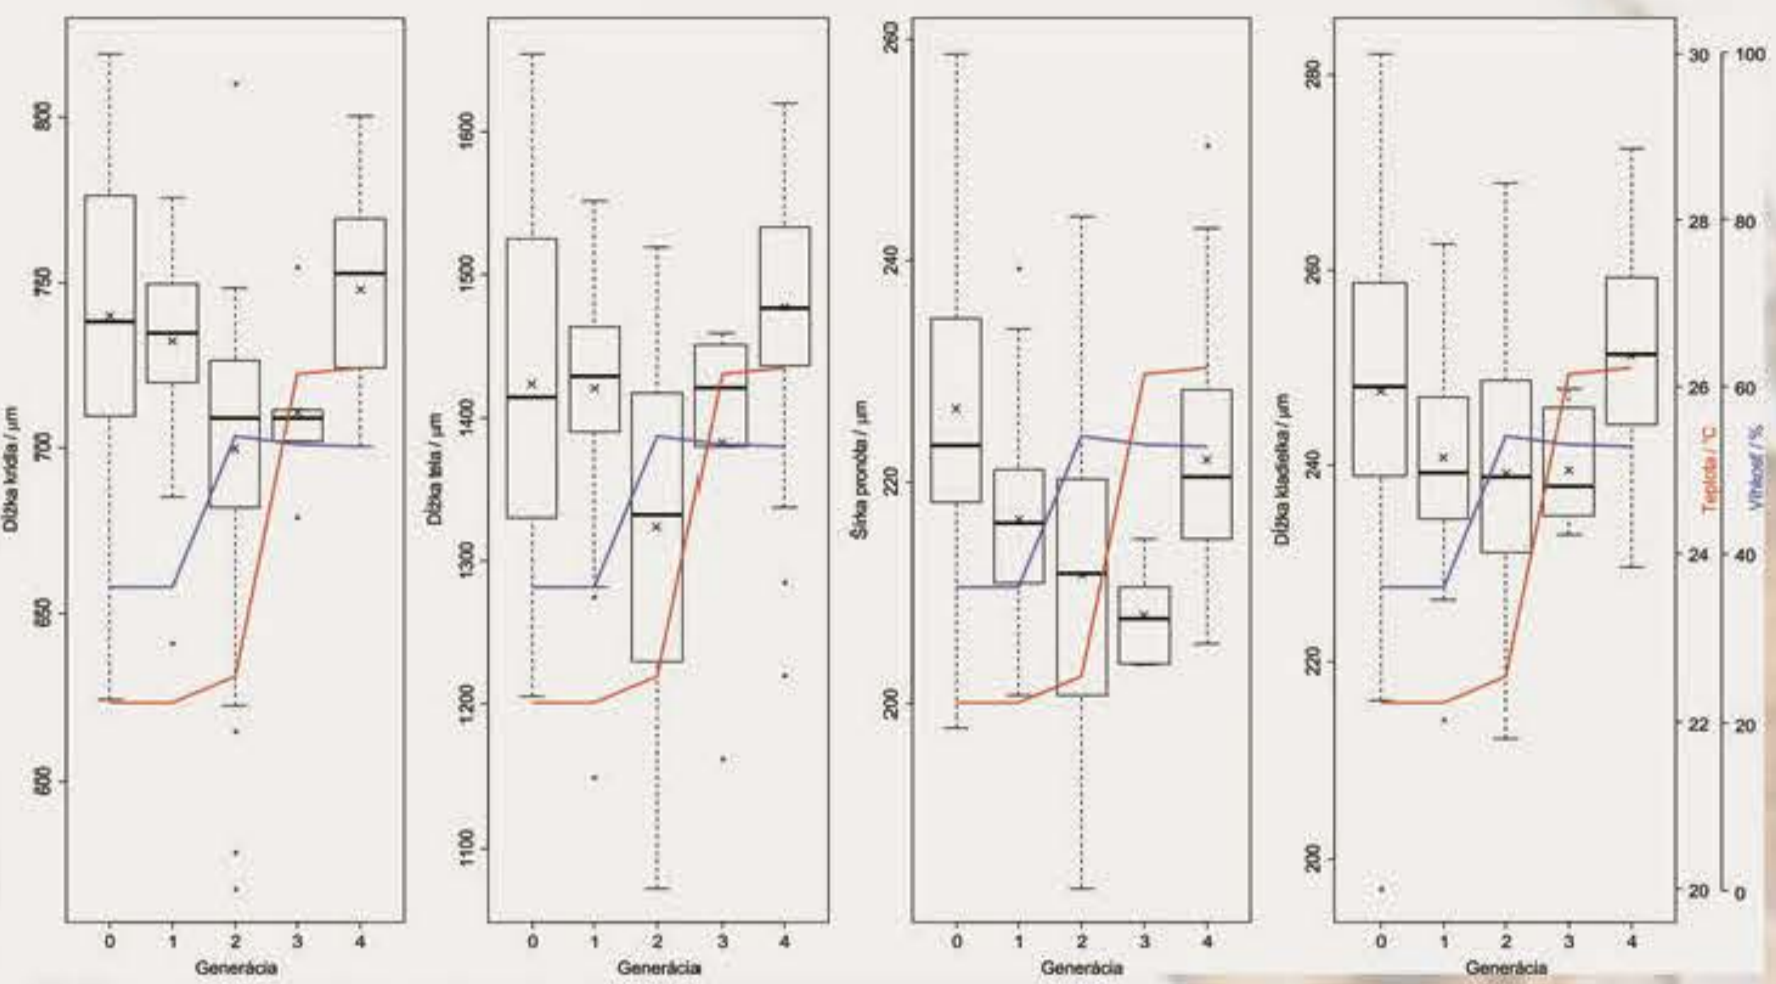 Dĺžka krídla / µm
800
750
700
650
600
0 1 2 3 4
Generácia
Dĺžka tela / µm
1600
1500
1400
1300
1200
1100
0 1 2 3 4
Generácia
Šírka pronóta / µm
260
240
220
200
0 1 2 3 4
Generácia
Dĺžka kladielka / µm
280
260
240
220
200
0 1 2 3 4
Generácia
Teplota / °C
30
28
26
24
22
20
Vlhkosť / %
100
80
60
40
20
0